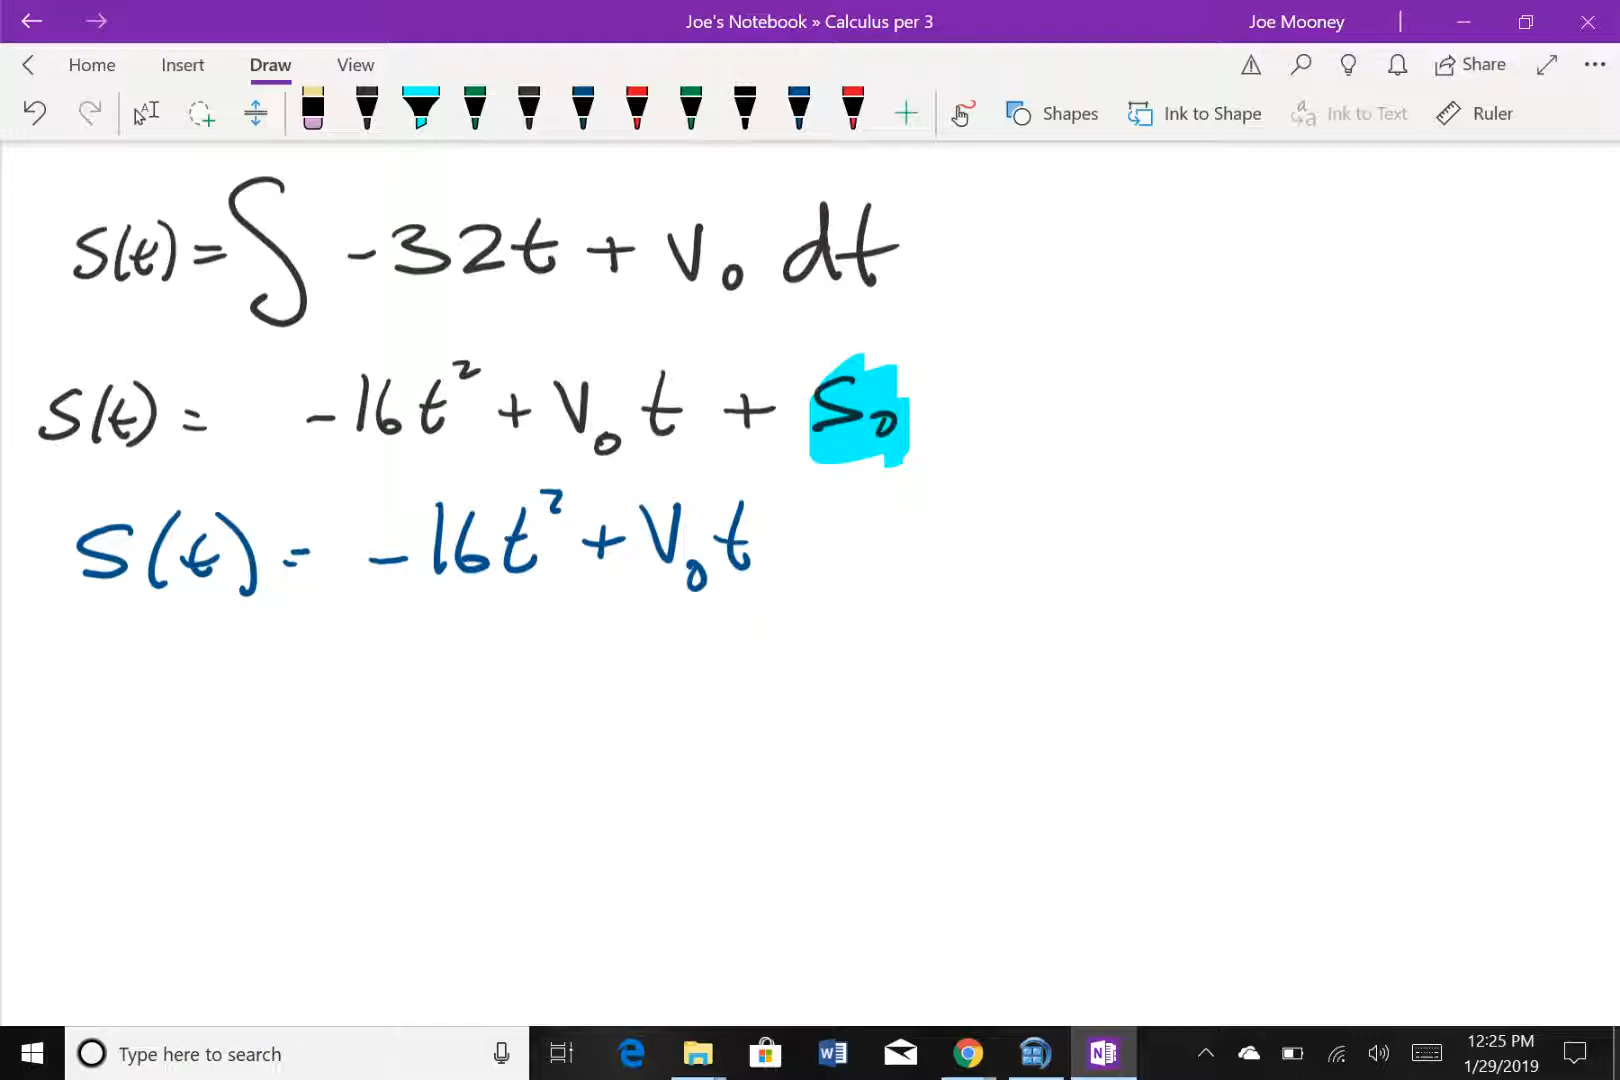 Joe's Notebook » Calculus per 3
Joe Mooney
Home Insert Draw View
Share
Shapes
Ink to Shape
Ink to Text
Ruler
S(t) = ∫ -32t + V₀ dt
S(t) = -16t² + V₀t + S₀
S(t) = -16t² + V₀t
Type here to search
12:25 PM
1/29/2019